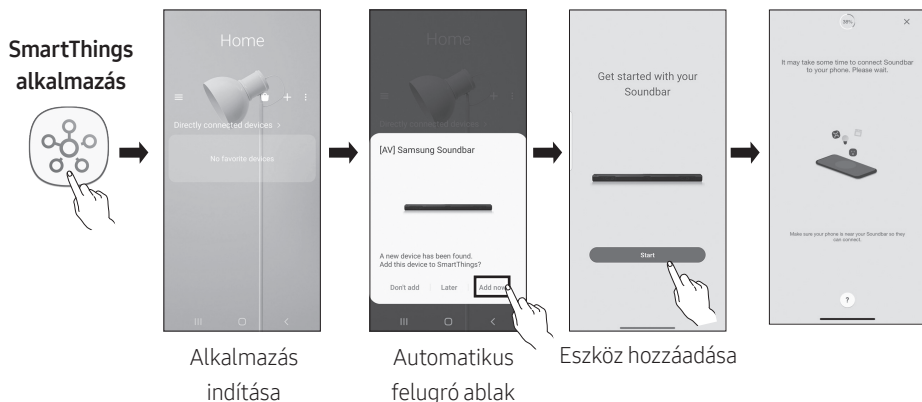 SmartThings
alkalmazás
Home
Directly connected devices >
No favorite devices
Alkalmazás
indítása
Home
Directly connected devices >
[AV] Samsung Soundbar
A new device has been found.
Add this device to SmartThings?
Don't add
Later
Add now
Automatikus
felugró ablak
Get started with your
Soundbar
Start
Eszköz hozzáadása
99%
It may take some time to connect Soundbar
to your phone. Please wait.
Make sure your phone is near your Soundbar so they
can connect.
?